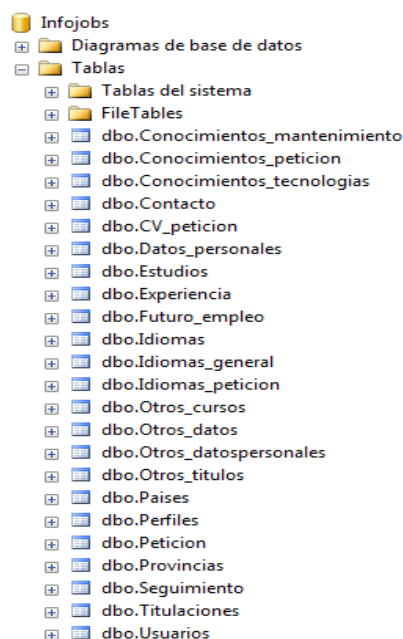 Infojobs
Diagramas de base de datos
Tablas
Tablas del sistema
FileTables
dbo.Conocimientos_mantenimiento
dbo.Conocimientos_peticion
dbo.Conocimientos_tecnologias
dbo.Contacto
dbo.CV_peticion
dbo.Datos_personales
dbo.Estudios
dbo.Experiencia
dbo.Futuro_empleo
dbo.Idiomas
dbo.Idiomas_general
dbo.Idiomas_peticion
dbo.Otros_cursos
dbo.Otros_datos
dbo.Otros_datospersonales
dbo.Otros_titulos
dbo.Paises
dbo.Perfiles
dbo.Peticion
dbo.Provincias
dbo.Seguimiento
dbo.Titulaciones
dbo.Usuarios